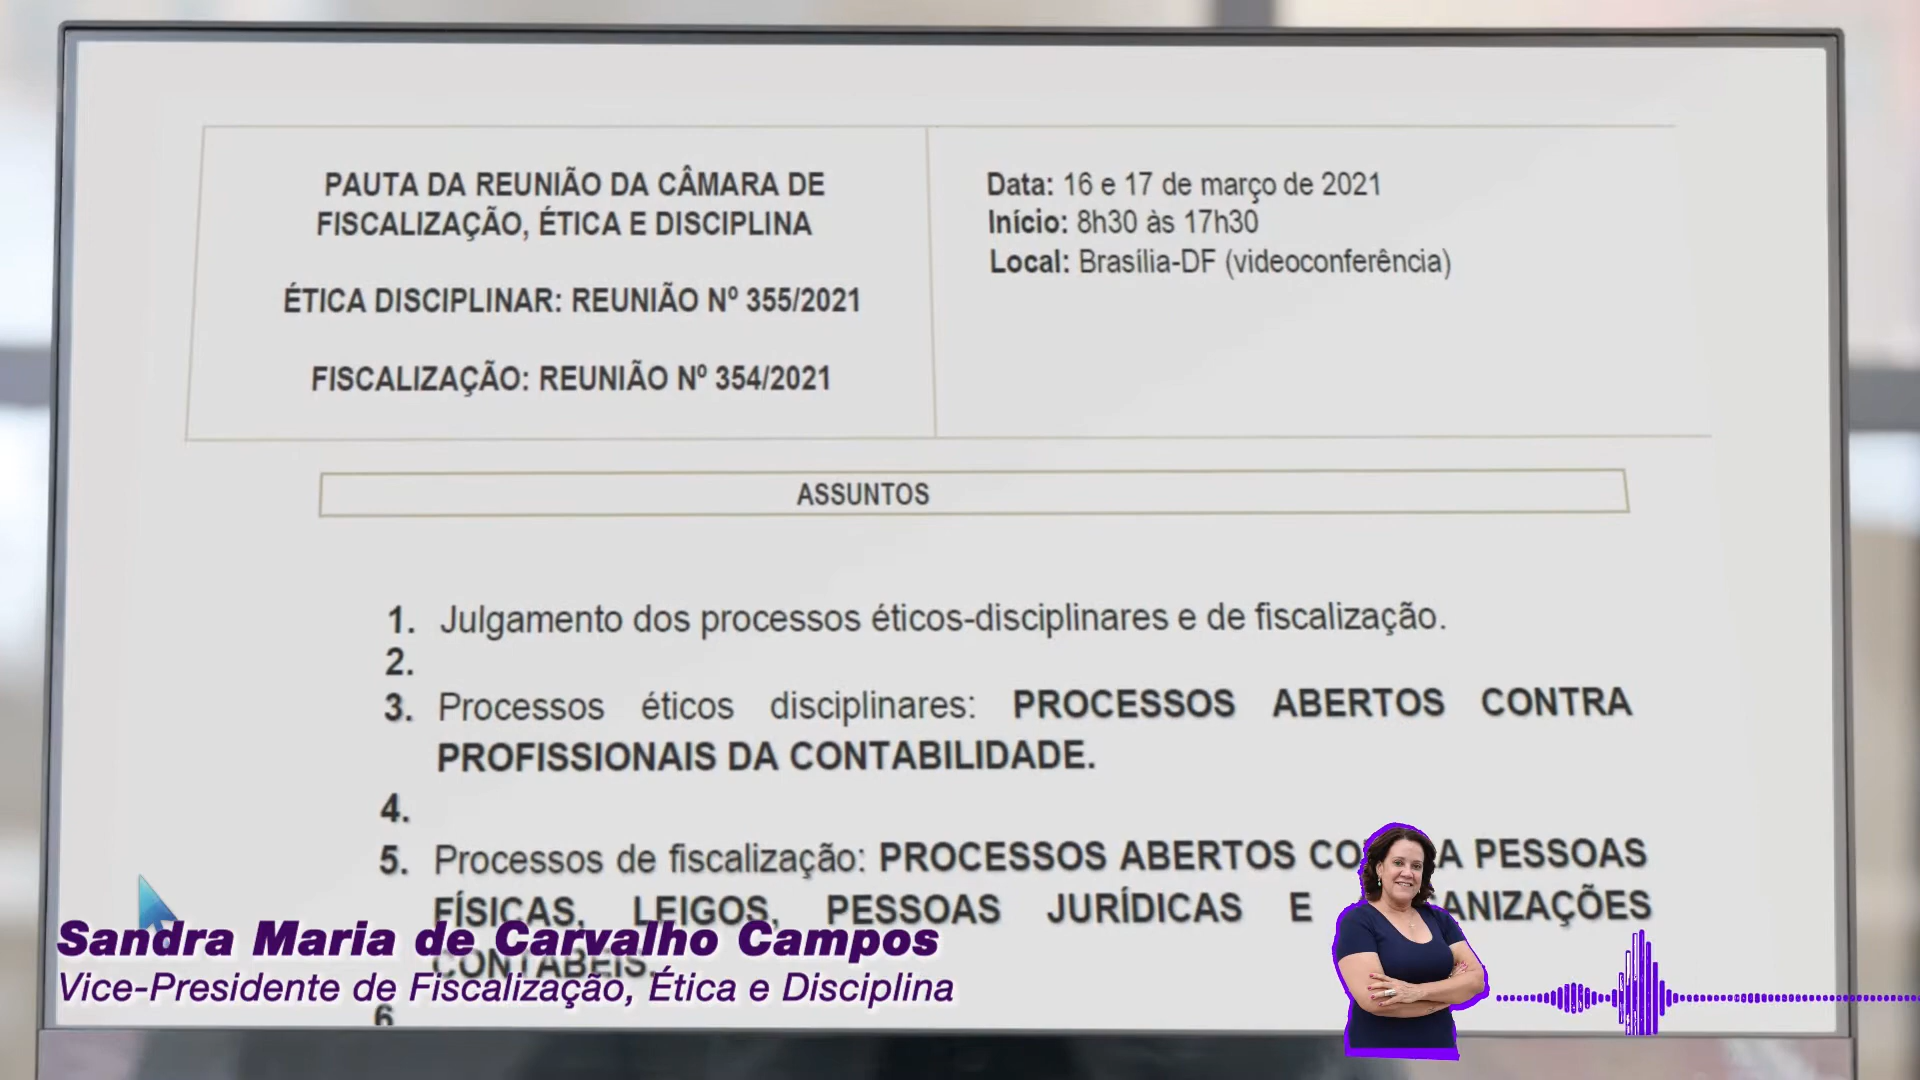 PAUTA DA REUNIÃO DA CÂMARA DE
FISCALIZAÇÃO, ÉTICA E DISCIPLINA
ÉTICA DISCIPLINAR: REUNIÃO Nº 355/2021
FISCALIZAÇÃO: REUNIÃO Nº 354/2021
Data: 16 e 17 de março de 2021
Início: 8h30 às 17h30
Local: Brasília-DF (videoconferência)
ASSUNTOS
1. Julgamento dos processos éticos-disciplinares e de fiscalização.
2.
3. Processos éticos disciplinares: PROCESSOS ABERTOS CONTRA
PROFISSIONAIS DA CONTABILIDADE.
4.
5. Processos de fiscalização: PROCESSOS ABERTOS PESSOAS
FÍSICAS, LEIGOS, PESSOAS JURÍDICAS E
CONTÁBEIS.
6
Sandra Maria de Carvalho Campos
Vice-Presidente de Fiscalização, Ética e Disciplina